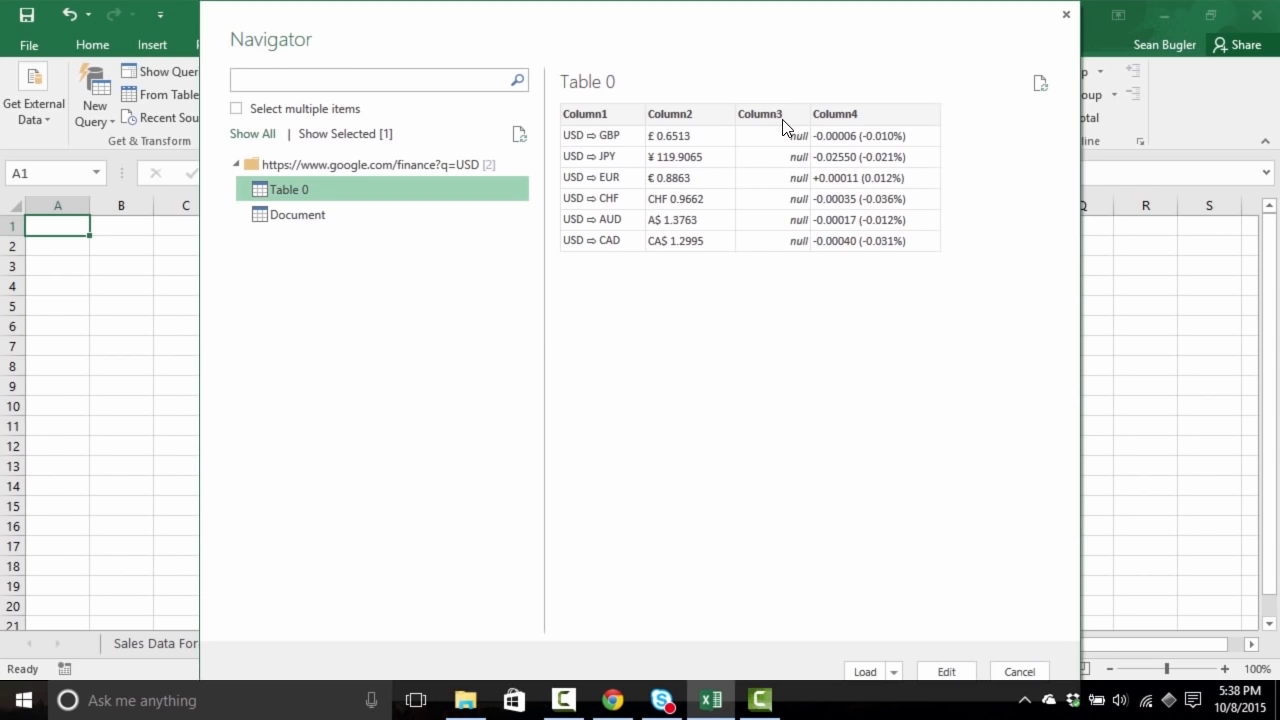 Navigator
File
Home
Insert
Sean Bugler
Share
Get External
Data
New
Query
Show Quer
From Table
Recent Sou
Get & Transform
A1
Select multiple items
Show All | Show Selected [1]
https://www.google.com/finance?q=USD [2]
Table 0
Document
Table 0
Column1 Column2 Column3 Column4
USD ⇨ GBP £ 0.6513 null -0.00006 (-0.010%)
USD ⇨ JPY ¥ 119.9065 null -0.02550 (-0.021%)
USD ⇨ EUR € 0.8863 null +0.00011 (0.012%)
USD ⇨ CHF CHF 0.9662 null -0.00035 (-0.036%)
USD ⇨ AUD A$ 1.3763 null -0.00017 (-0.012%)
USD ⇨ CAD CA$ 1.2995 null -0.00040 (-0.031%)
p
oup
otal
line
A B C
Q R S
1
2
3
4
5
6
7
8
9
10
11
12
13
14
15
16
17
18
19
20
21
Sales Data For
Load
Edit
Cancel
Ready
100%
Ask me anything
5:38 PM
10/8/2015